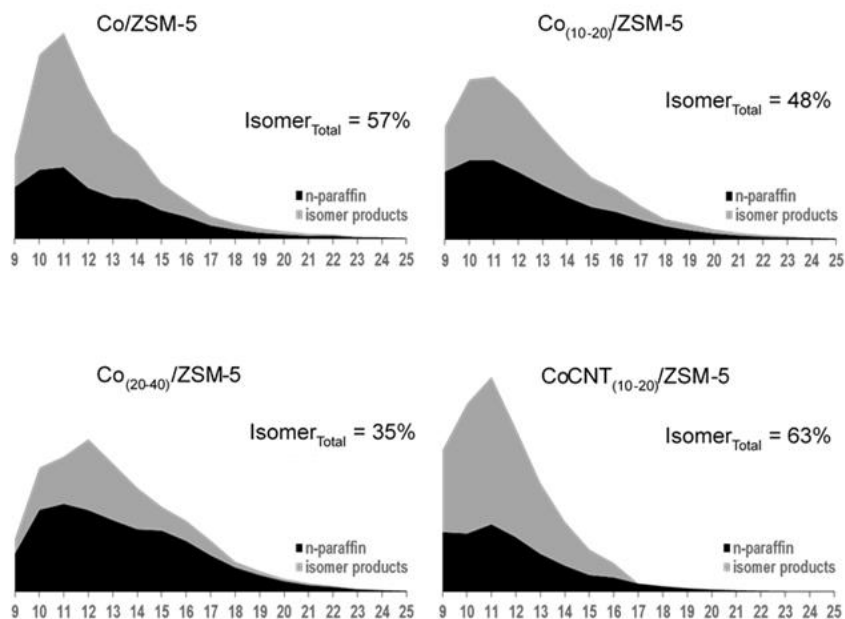 Co/ZSM-5
Isomer_Total = 57%
■ n-paraffin
■ isomer products
9 10 11 12 13 14 15 16 17 18 19 20 21 22 23 24 25
Co_(10-20)/ZSM-5
Isomer_Total = 48%
■ n-paraffin
■ isomer products
9 10 11 12 13 14 15 16 17 18 19 20 21 22 23 24 25
Co_(20-40)/ZSM-5
Isomer_Total = 35%
■ n-paraffin
■ isomer products
9 10 11 12 13 14 15 16 17 18 19 20 21 22 23 24 25
CoCNT_(10-20)/ZSM-5
Isomer_Total = 63%
■ n-paraffin
■ isomer products
9 10 11 12 13 14 15 16 17 18 19 20 21 22 23 24 25